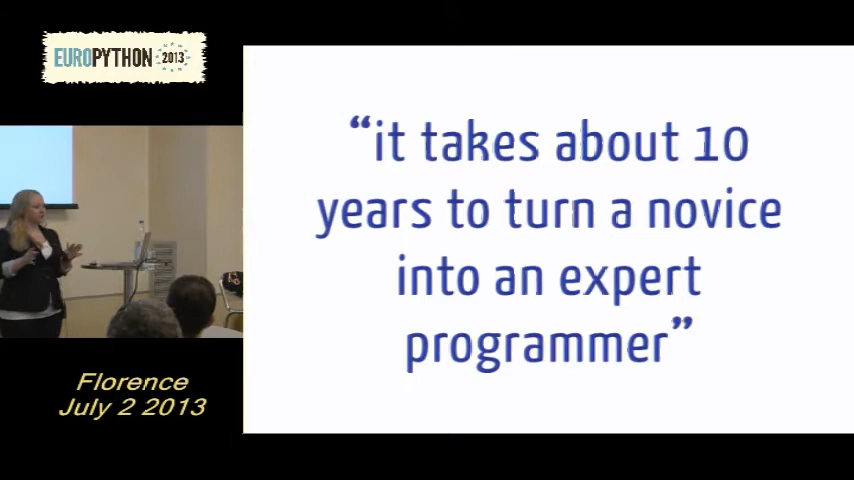 EUROPYTHON 2013
“it takes about 10
years to turn a novice
into an expert
programmer”
Florence
July 2 2013